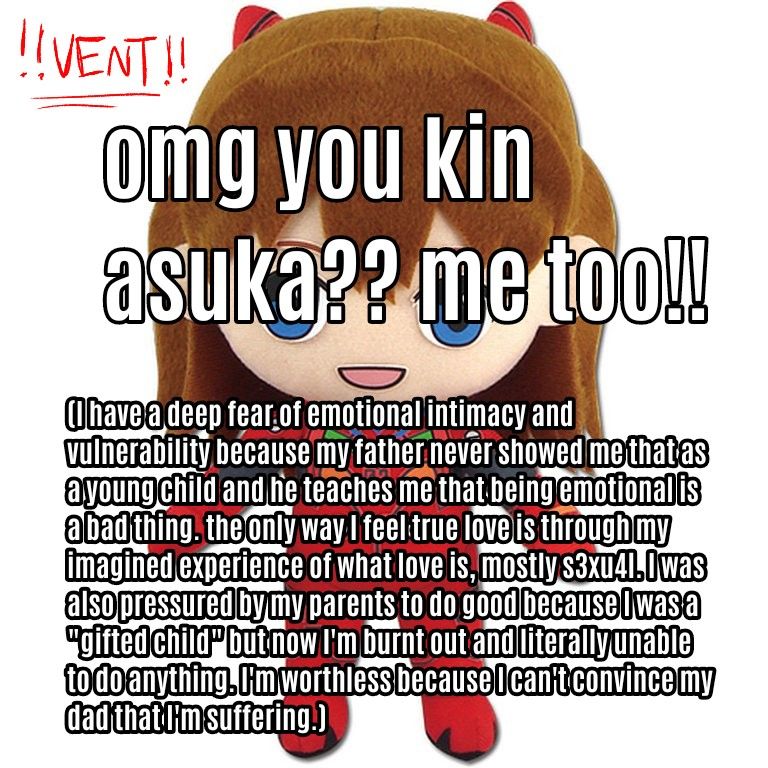 !!VENT!!
omg you kin
asuka?? me too!!
(I have a deep fear of emotional intimacy and
vulnerability because my father never showed me that as
a young child and he teaches me that being emotional is
a bad thing. the only way I feel true love is through my
imagined experience of what love is, mostly s3xu4l. I was
also pressured by my parents to do good because I was a
"gifted child" but now I'm burnt out and literally unable
to do anything. I'm worthless because I can't convince my
dad that I'm suffering.)